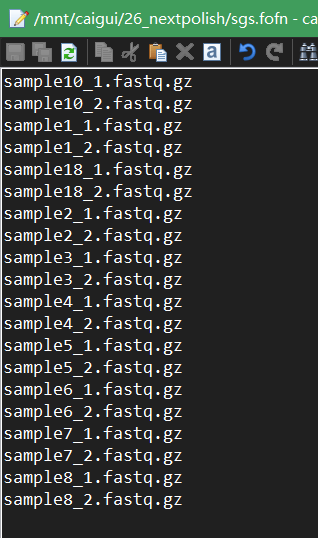 /mnt/caigui/26_nextpolish/sgs.fofn - ca
a
sample10_1.fastq.gz
sample10_2.fastq.gz
sample1_1.fastq.gz
sample1_2.fastq.gz
sample18_1.fastq.gz
sample18_2.fastq.gz
sample2_1.fastq.gz
sample2_2.fastq.gz
sample3_1.fastq.gz
sample3_2.fastq.gz
sample4_1.fastq.gz
sample4_2.fastq.gz
sample5_1.fastq.gz
sample5_2.fastq.gz
sample6_1.fastq.gz
sample6_2.fastq.gz
sample7_1.fastq.gz
sample7_2.fastq.gz
sample8_1.fastq.gz
sample8_2.fastq.gz